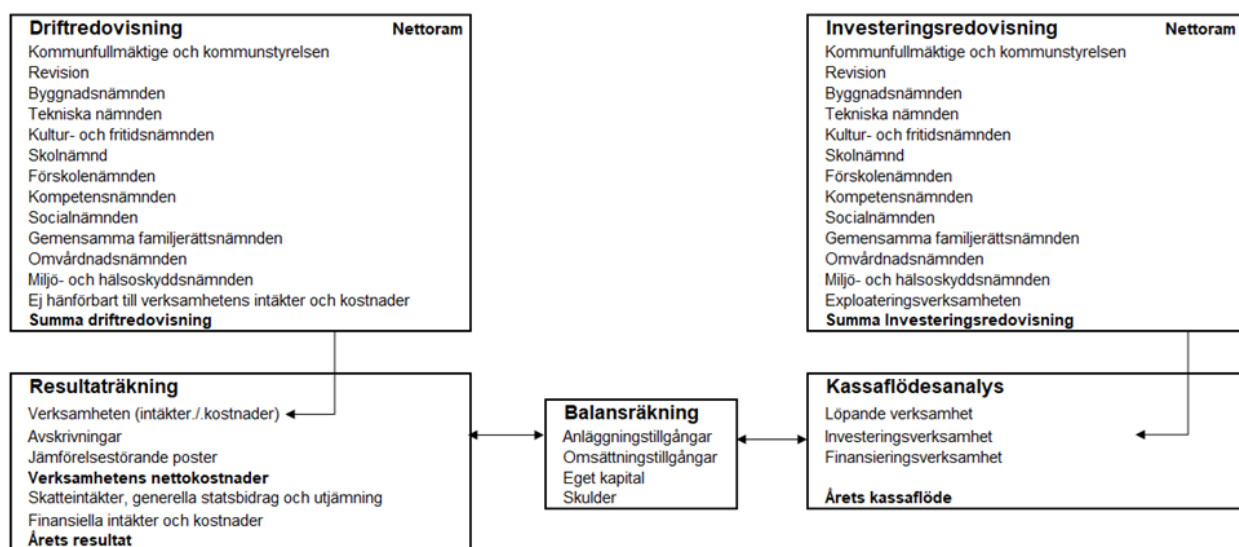 Driftredovisning Nettoram
Kommunfullmäktige och kommunstyrelsen
Revision
Byggnadsnämnden
Tekniska nämnden
Kultur- och fritidsnämnden
Skolnämnd
Förskolenämnden
Kompetensnämnden
Socialnämnden
Gemensamma familjerättsnämnden
Omvårdnadsnämnden
Miljö- och hälsoskyddsnämnden
Ej hänförbart till verksamhetens intäkter och kostnader
Summa driftredovisning
Investeringsredovisning Nettoram
Kommunfullmäktige och kommunstyrelsen
Revision
Byggnadsnämnden
Tekniska nämnden
Kultur- och fritidsnämnden
Skolnämnd
Förskolenämnden
Kompetensnämnden
Socialnämnden
Gemensamma familjerättsnämnden
Omvårdnadsnämnden
Miljö- och hälsoskyddsnämnden
Exploateringsverksamheten
Summa Investeringsredovisning
Resultaträkning
Verksamheten (intäkter./.kostnader)
Avskrivningar
Jämförelsestörande poster
Verksamhetens nettokostnader
Skatteintäkter, generella statsbidrag och utjämning
Finansiella intäkter och kostnader
Årets resultat
Balansräkning
Anläggningstillgångar
Omsättningstillgångar
Eget kapital
Skulder
Kassaflödesanalys
Löpande verksamhet
Investeringsverksamhet
Finansieringsverksamhet
Årets kassaflöde